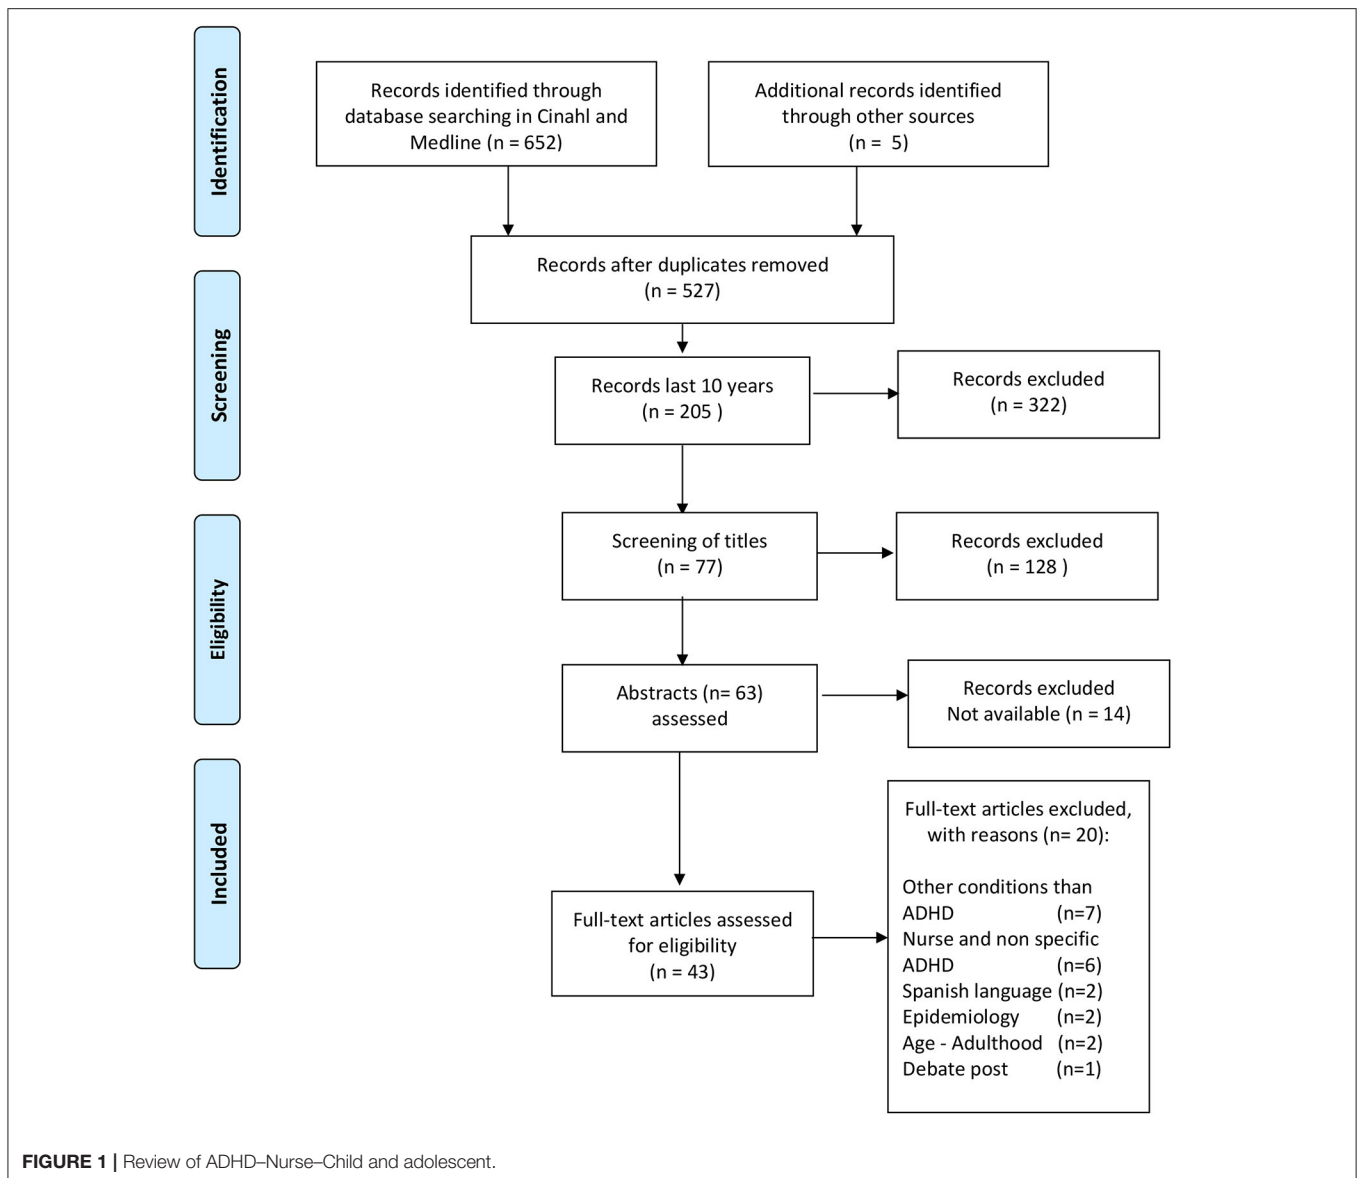 Identification
Records identified through
database searching in Cinahl and
Medline (n = 652)
Additional records identified
through other sources
(n =  5)
Records after duplicates removed
(n = 527)
Screening
Records last 10 years
(n = 205 )
Records excluded
(n = 322)
Eligibility
Screening of titles
(n = 77)
Records excluded
(n = 128 )
Abstracts (n= 63)
assessed
Records excluded
Not available (n = 14)
Included
Full-text articles assessed
for eligibility
(n = 43)
Full-text articles excluded,
with reasons (n= 20):
Other conditions than
ADHD (n=7)
Nurse and non specific
ADHD (n=6)
Spanish language (n=2)
Epidemiology (n=2)
Age - Adulthood (n=2)
Debate post (n=1)
FIGURE 1 | Review of ADHD–Nurse–Child and adolescent.